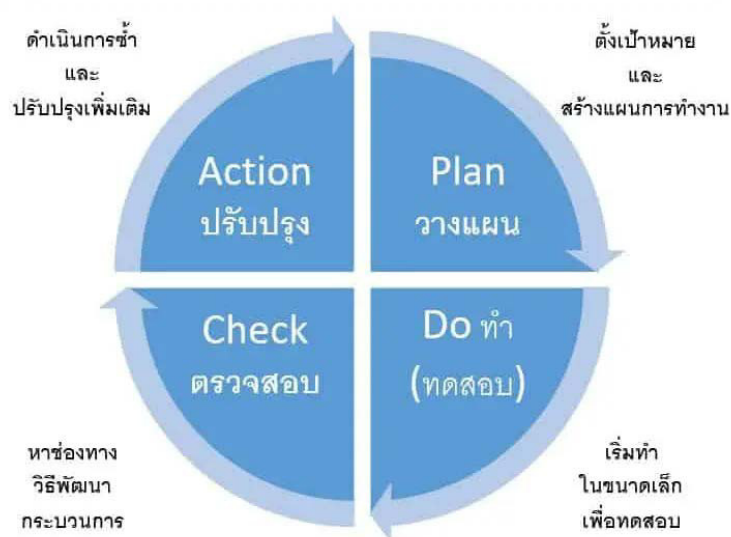 ดำเนินการซ้ำ
และ
ปรับปรุงเพิ่มเติม
ตั้งเป้าหมาย
และ
สร้างแผนการทำงาน
Action
ปรับปรุง
Plan
วางแผน
Check
ตรวจสอบ
Do ทำ
(ทดสอบ)
หาช่องทาง
วิธีพัฒนา
กระบวนการ
เริ่มทำ
ในขนาดเล็ก
เพื่อทดสอบ